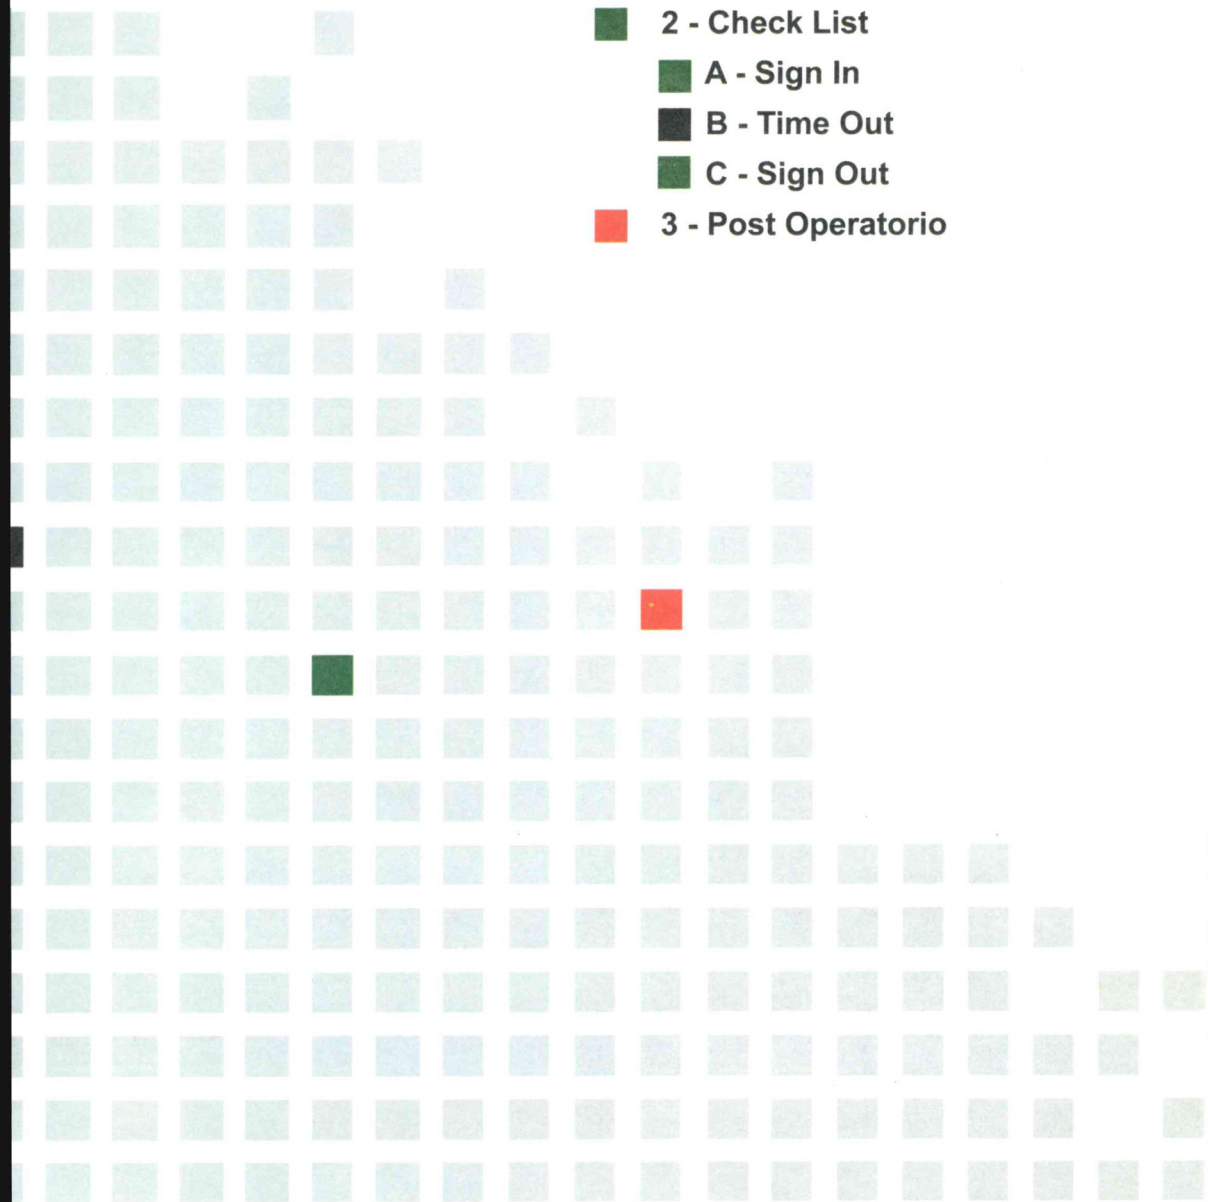 2 - Check List
A - Sign In
B - Time Out
C - Sign Out
3 - Post Operatorio